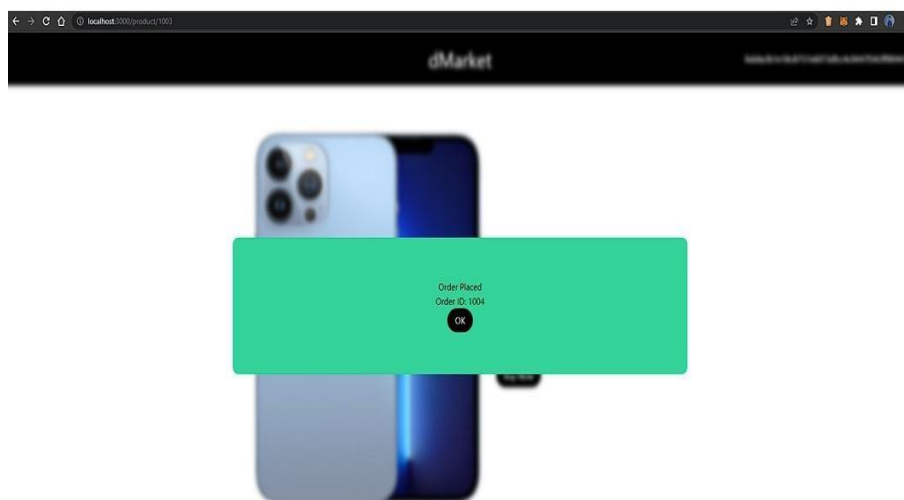 localhost:3000/product/1003
dMarket
Order Placed
Order ID: 1004
OK